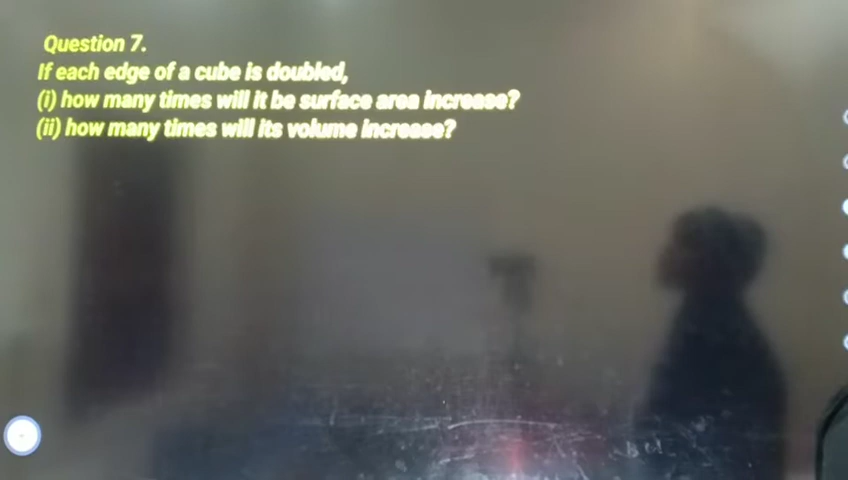 Question 7.
If each edge of a cube is doubled,
(i) how many times will it be surface area increase?
(ii) how many times will its volume increase?